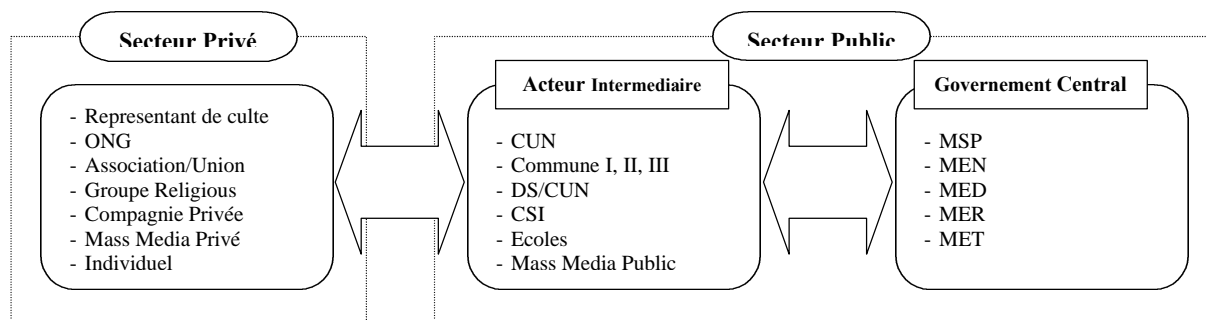 Secteur Privé
Secteur Public
- Representant de culte
- ONG
- Association/Union
- Groupe Religious
- Compagnie Privée
- Mass Media Privé
- Individuel
Acteur Intermediaire
- CUN
- Commune I, II, III
- DS/CUN
- CSI
- Ecoles
- Mass Media Public
Governement Central
- MSP
- MEN
- MED
- MER
- MET